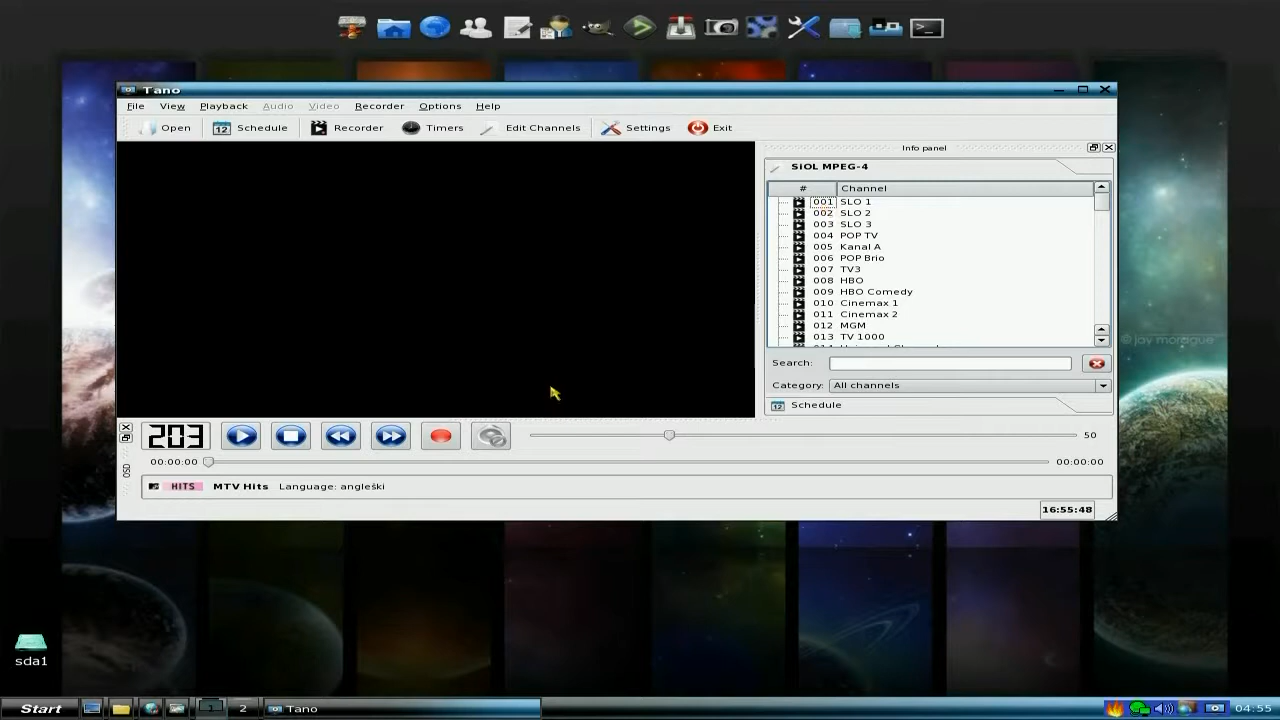 Tano
File View Playback Audio Video Recorder Options Help
Open Schedule Recorder Timers Edit Channels Settings Exit
Info panel
SiOL MPEG-4
# Channel
001 SLO 1
002 SLO 2
003 SLO 3
004 POP TV
005 Kanal A
006 POP Brio
007 TV3
008 HBO
009 HBO Comedy
010 Cinemax 1
011 Cinemax 2
012 MGM
013 TV 1000
© jay morague
Search:
Category: All channels
12 Schedule
203
50
OSD
00:00:00 00:00:00
HITS MTV Hits Language: angleški
16:55:48
sda1
Start 1 2 Tano 04:55